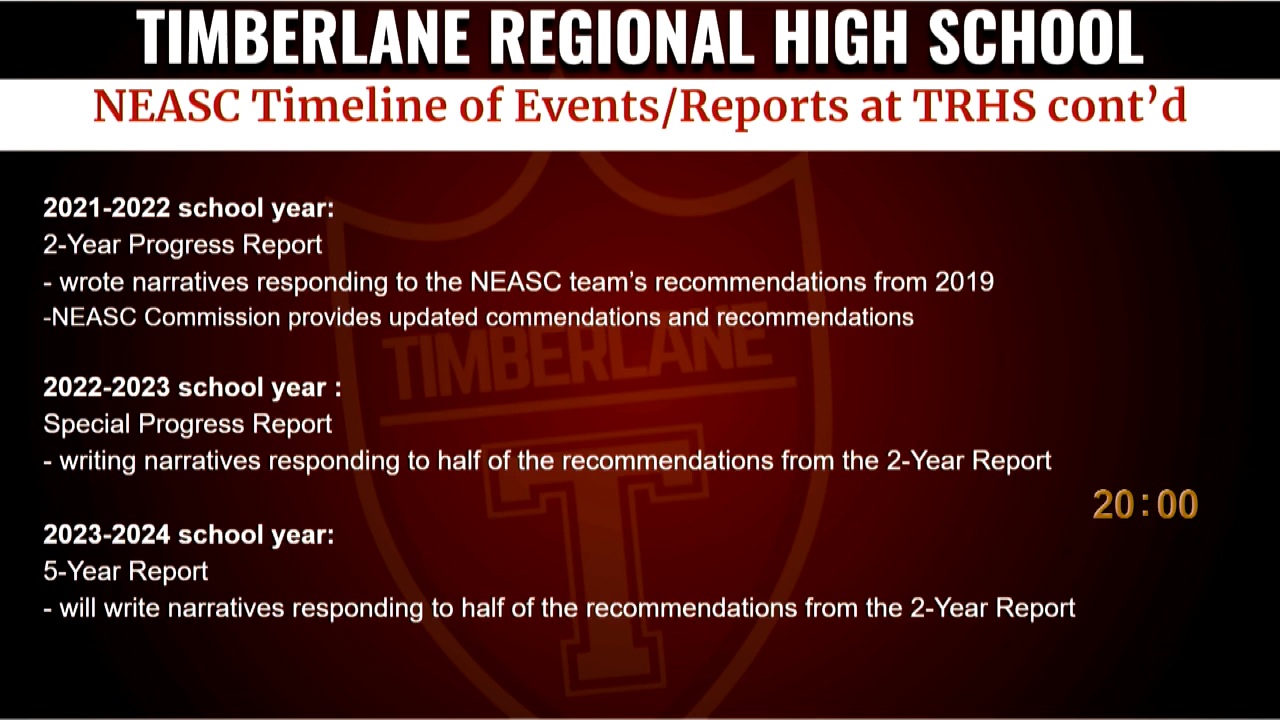 TIMBERLANE REGIONAL HIGH SCHOOL
NEASC Timeline of Events/Reports at TRHS cont’d
2021-2022 school year:
2-Year Progress Report
- wrote narratives responding to the NEASC team’s recommendations from 2019
-NEASC Commission provides updated commendations and recommendations
TIMBERLANE
T
2022-2023 school year :
Special Progress Report
- writing narratives responding to half of the recommendations from the 2-Year Report
20:00
2023-2024 school year:
5-Year Report
- will write narratives responding to half of the recommendations from the 2-Year Report